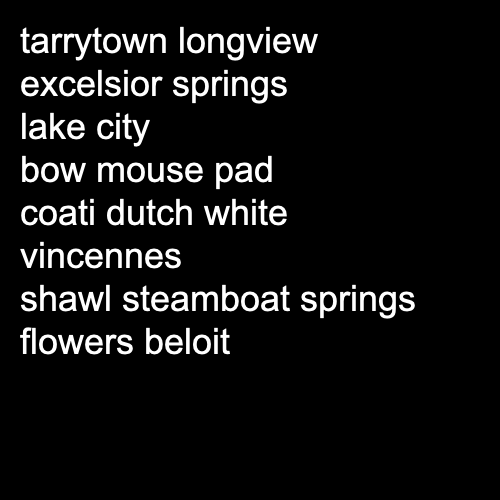 tarrytown longview
excelsior springs
lake city
bow mouse pad
coati dutch white
vincennes
shawl steamboat springs
flowers beloit